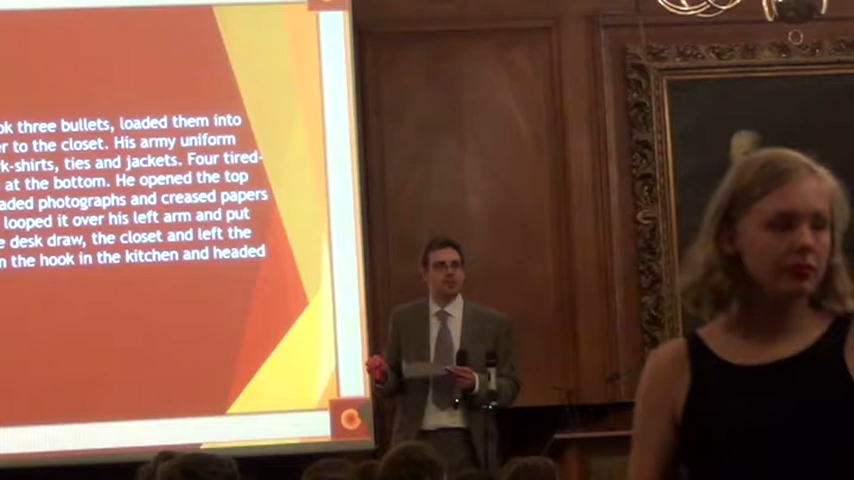 ok three bullets, loaded them into
er to the closet. His army uniform
k-shirts, ties and jackets. Four tired-
at the bottom. He opened the top
aded photographs and creased papers
looped it over his left arm and put
e desk draw, the closet and left the
n the hook in the kitchen and headed